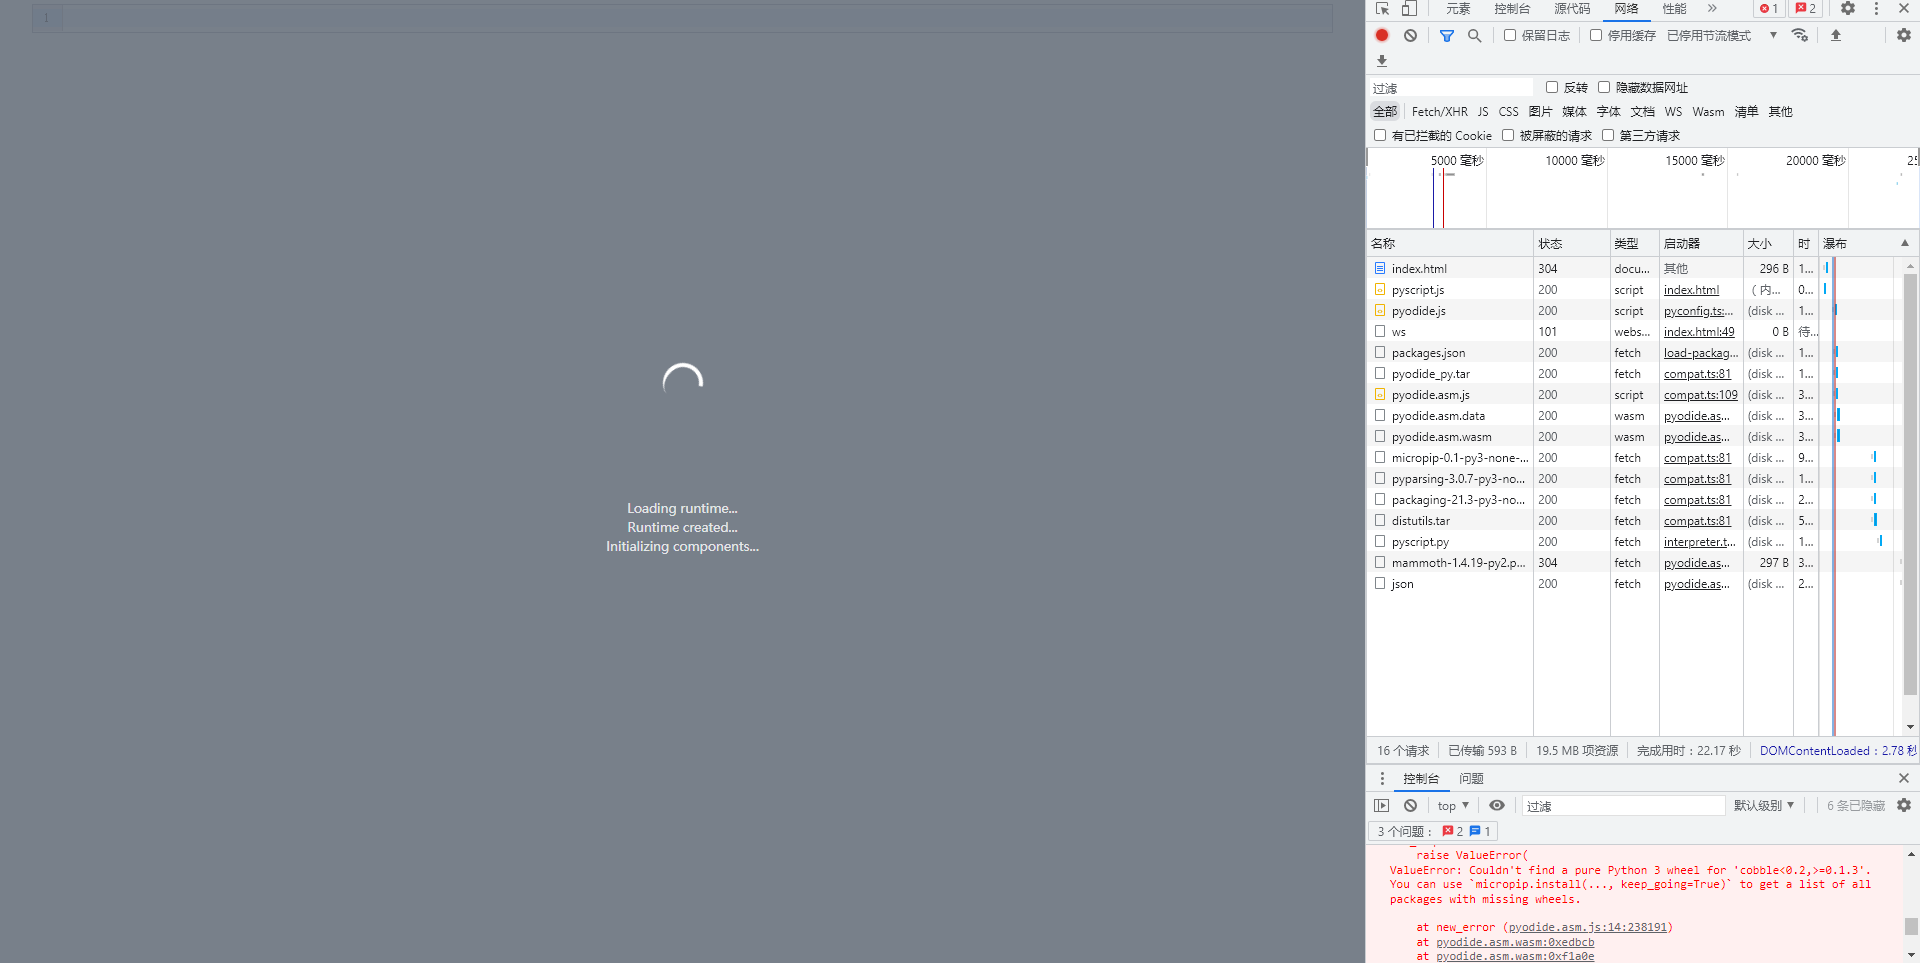 1
Loading runtime...
Runtime created...
Initializing components...
元素 控制台 源代码 网络 性能 » 1 2
保留日志 停用缓存 已停用节流模式
过滤 反转 隐藏数据网址
全部 Fetch/XHR JS CSS 图片 媒体 字体 文档 WS Wasm 清单 其他
有已拦截的 Cookie 被屏蔽的请求 第三方请求
5000 毫秒 10000 毫秒 15000 毫秒 20000 毫秒 25
名称 状态 类型 启动器 大小 时 瀑布
index.html 304 docu... 其他 296 B 1...
pyscript.js 200 script index.html (内... 0...
pyodide.js 200 script pyconfig.ts:... (disk ... 1...
ws 101 webs... index.html:49 0 B 待...
packages.json 200 fetch load-packag... (disk ... 1...
pyodide_py.tar 200 fetch compat.ts:81 (disk ... 1...
pyodide.asm.js 200 script compat.ts:109 (disk ... 3...
pyodide.asm.data 200 wasm pyodide.as... (disk ... 3...
pyodide.asm.wasm 200 wasm pyodide.as... (disk ... 3...
micropip-0.1-py3-none-... 200 fetch compat.ts:81 (disk ... 9...
pyparsing-3.0.7-py3-no... 200 fetch compat.ts:81 (disk ... 1...
packaging-21.3-py3-no... 200 fetch compat.ts:81 (disk ... 2...
distutils.tar 200 fetch compat.ts:81 (disk ... 5...
pyscript.py 200 fetch interpreter.t... (disk ... 1...
mammoth-1.4.19-py2.p... 304 fetch pyodide.as... 297 B 3...
json 200 fetch pyodide.as... (disk ... 2...
16 个请求 已传输 593 B 19.5 MB 项资源 完成用时：22.17 秒 DOMContentLoaded：2.78 秒
控制台 问题
top 过滤 默认级别 6 条已隐藏
3 个问题： 2 1
raise ValueError(
ValueError: Couldn't find a pure Python 3 wheel for 'cobble<0.2,>=0.1.3'.
You can use `micropip.install(..., keep_going=True)` to get a list of all
packages with missing wheels.
at new_error (pyodide.asm.js:14:238191)
at pyodide.asm.wasm:0xedbcb
at pyodide.asm.wasm:0xf1a0e